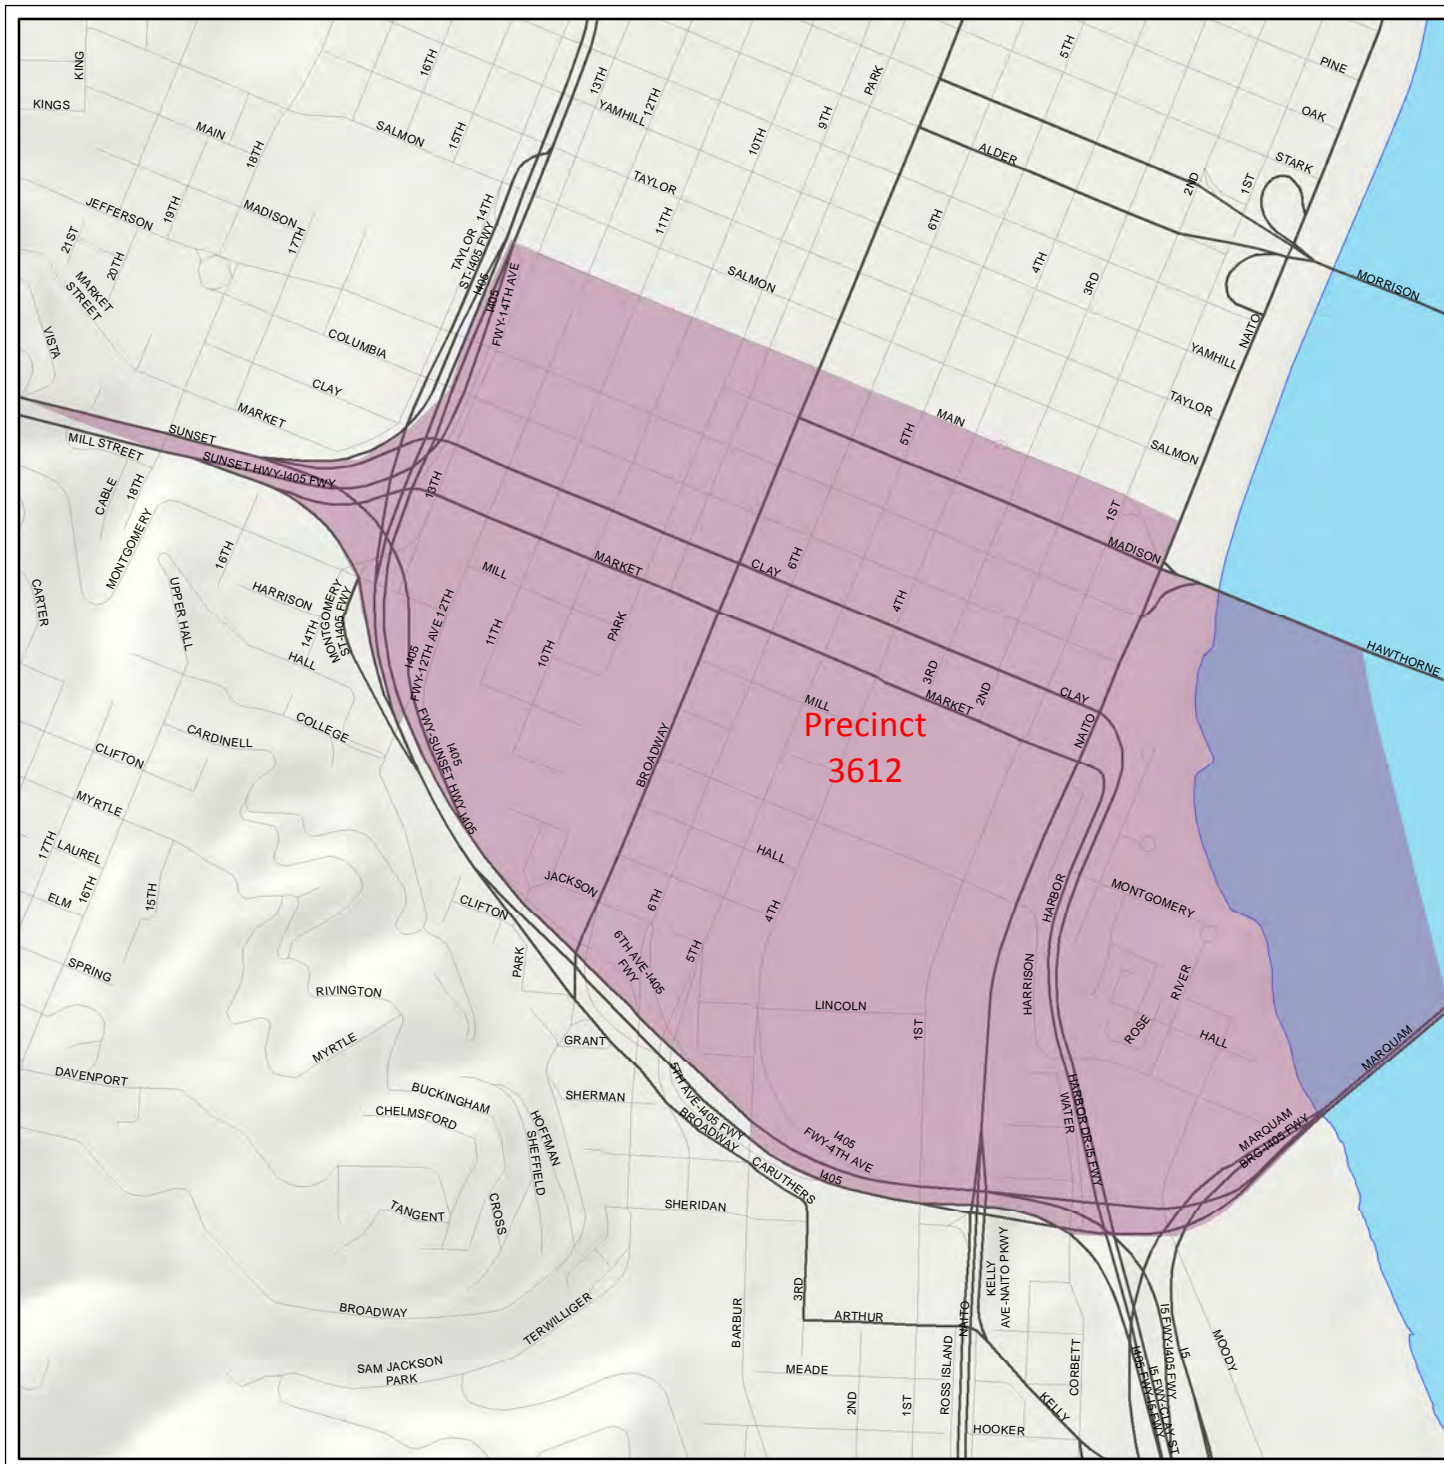 KING
KINGS
16TH
MAIN
18TH
SALMON
15TH
13TH
12TH
YAMHILL
10TH
9TH
PARK
5TH
PINE
OAK
STARK
ALDER
2ND
1ST
JEFFERSON
19TH
MADISON
17TH
21ST
20TH
MARKET
STREET
14TH
TAYLOR
ST-I405 FWY
I405
I405
FWY-14TH AVE
TAYLOR
11TH
SALMON
6TH
4TH
3RD
MORRISON
NAITO
YAMHILL
TAYLOR
SALMON
VISTA
COLUMBIA
CLAY
MARKET
SUNSET
MILL STREET
SUNSET HWY-I405 FWY
CABLE
18TH
MONTGOMERY
13TH
MAIN
5TH
1ST
MADISON
MARKET
CLAY
6TH
4TH
MILL
PARK
11TH
10TH
16TH
HARRISON
UPPER HALL
CARTER
MONTGOMERY
ST-I405 FWY
14TH
HALL
I405
FWY-12TH AVE
12TH
HAWTHORNE
3RD
2ND
MARKET
CLAY
MILL
NAITO
Precinct
3612
BROADWAY
COLLEGE
CARDINELL
CLIFTON
MYRTLE
I405
FWY-SUNSET HWY
I405
17TH
LAUREL
16TH
ELM
15TH
SPRING
HALL
JACKSON
6TH
4TH
5TH
6TH AVE-I405
FWY
CLIFTON
PARK
HARBOR
MONTGOMERY
HARRISON
RIVER
ROSE
HALL
LINCOLN
1ST
RIVINGTON
MYRTLE
DAVENPORT
GRANT
SHERMAN
BUCKINGHAM
CHELMSFORD
HOFFMAN
SHEFFIELD
5TH AVE-I405 FWY
BROADWAY
I405
FWY-4TH AVE
I405
CARUTHERS
HARBOR DR-I5 FWY
WATER
MARQUAM
MARQUAM
BRG-I405 FWY
TANGENT
CROSS
SHERIDAN
BROADWAY
TERWILLIGER
SAM JACKSON
PARK
BARBUR
3RD
ARTHUR
NAITO
KELLY
AVE-NAITO PKWY
MEADE
2ND
1ST
ROSS ISLAND
CORBETT
KELLY
HOOKER
I5 FWY-I405 FWY
I5
I405 FWY-I5 FWY
I5 FWY-CLAY ST
MOODY